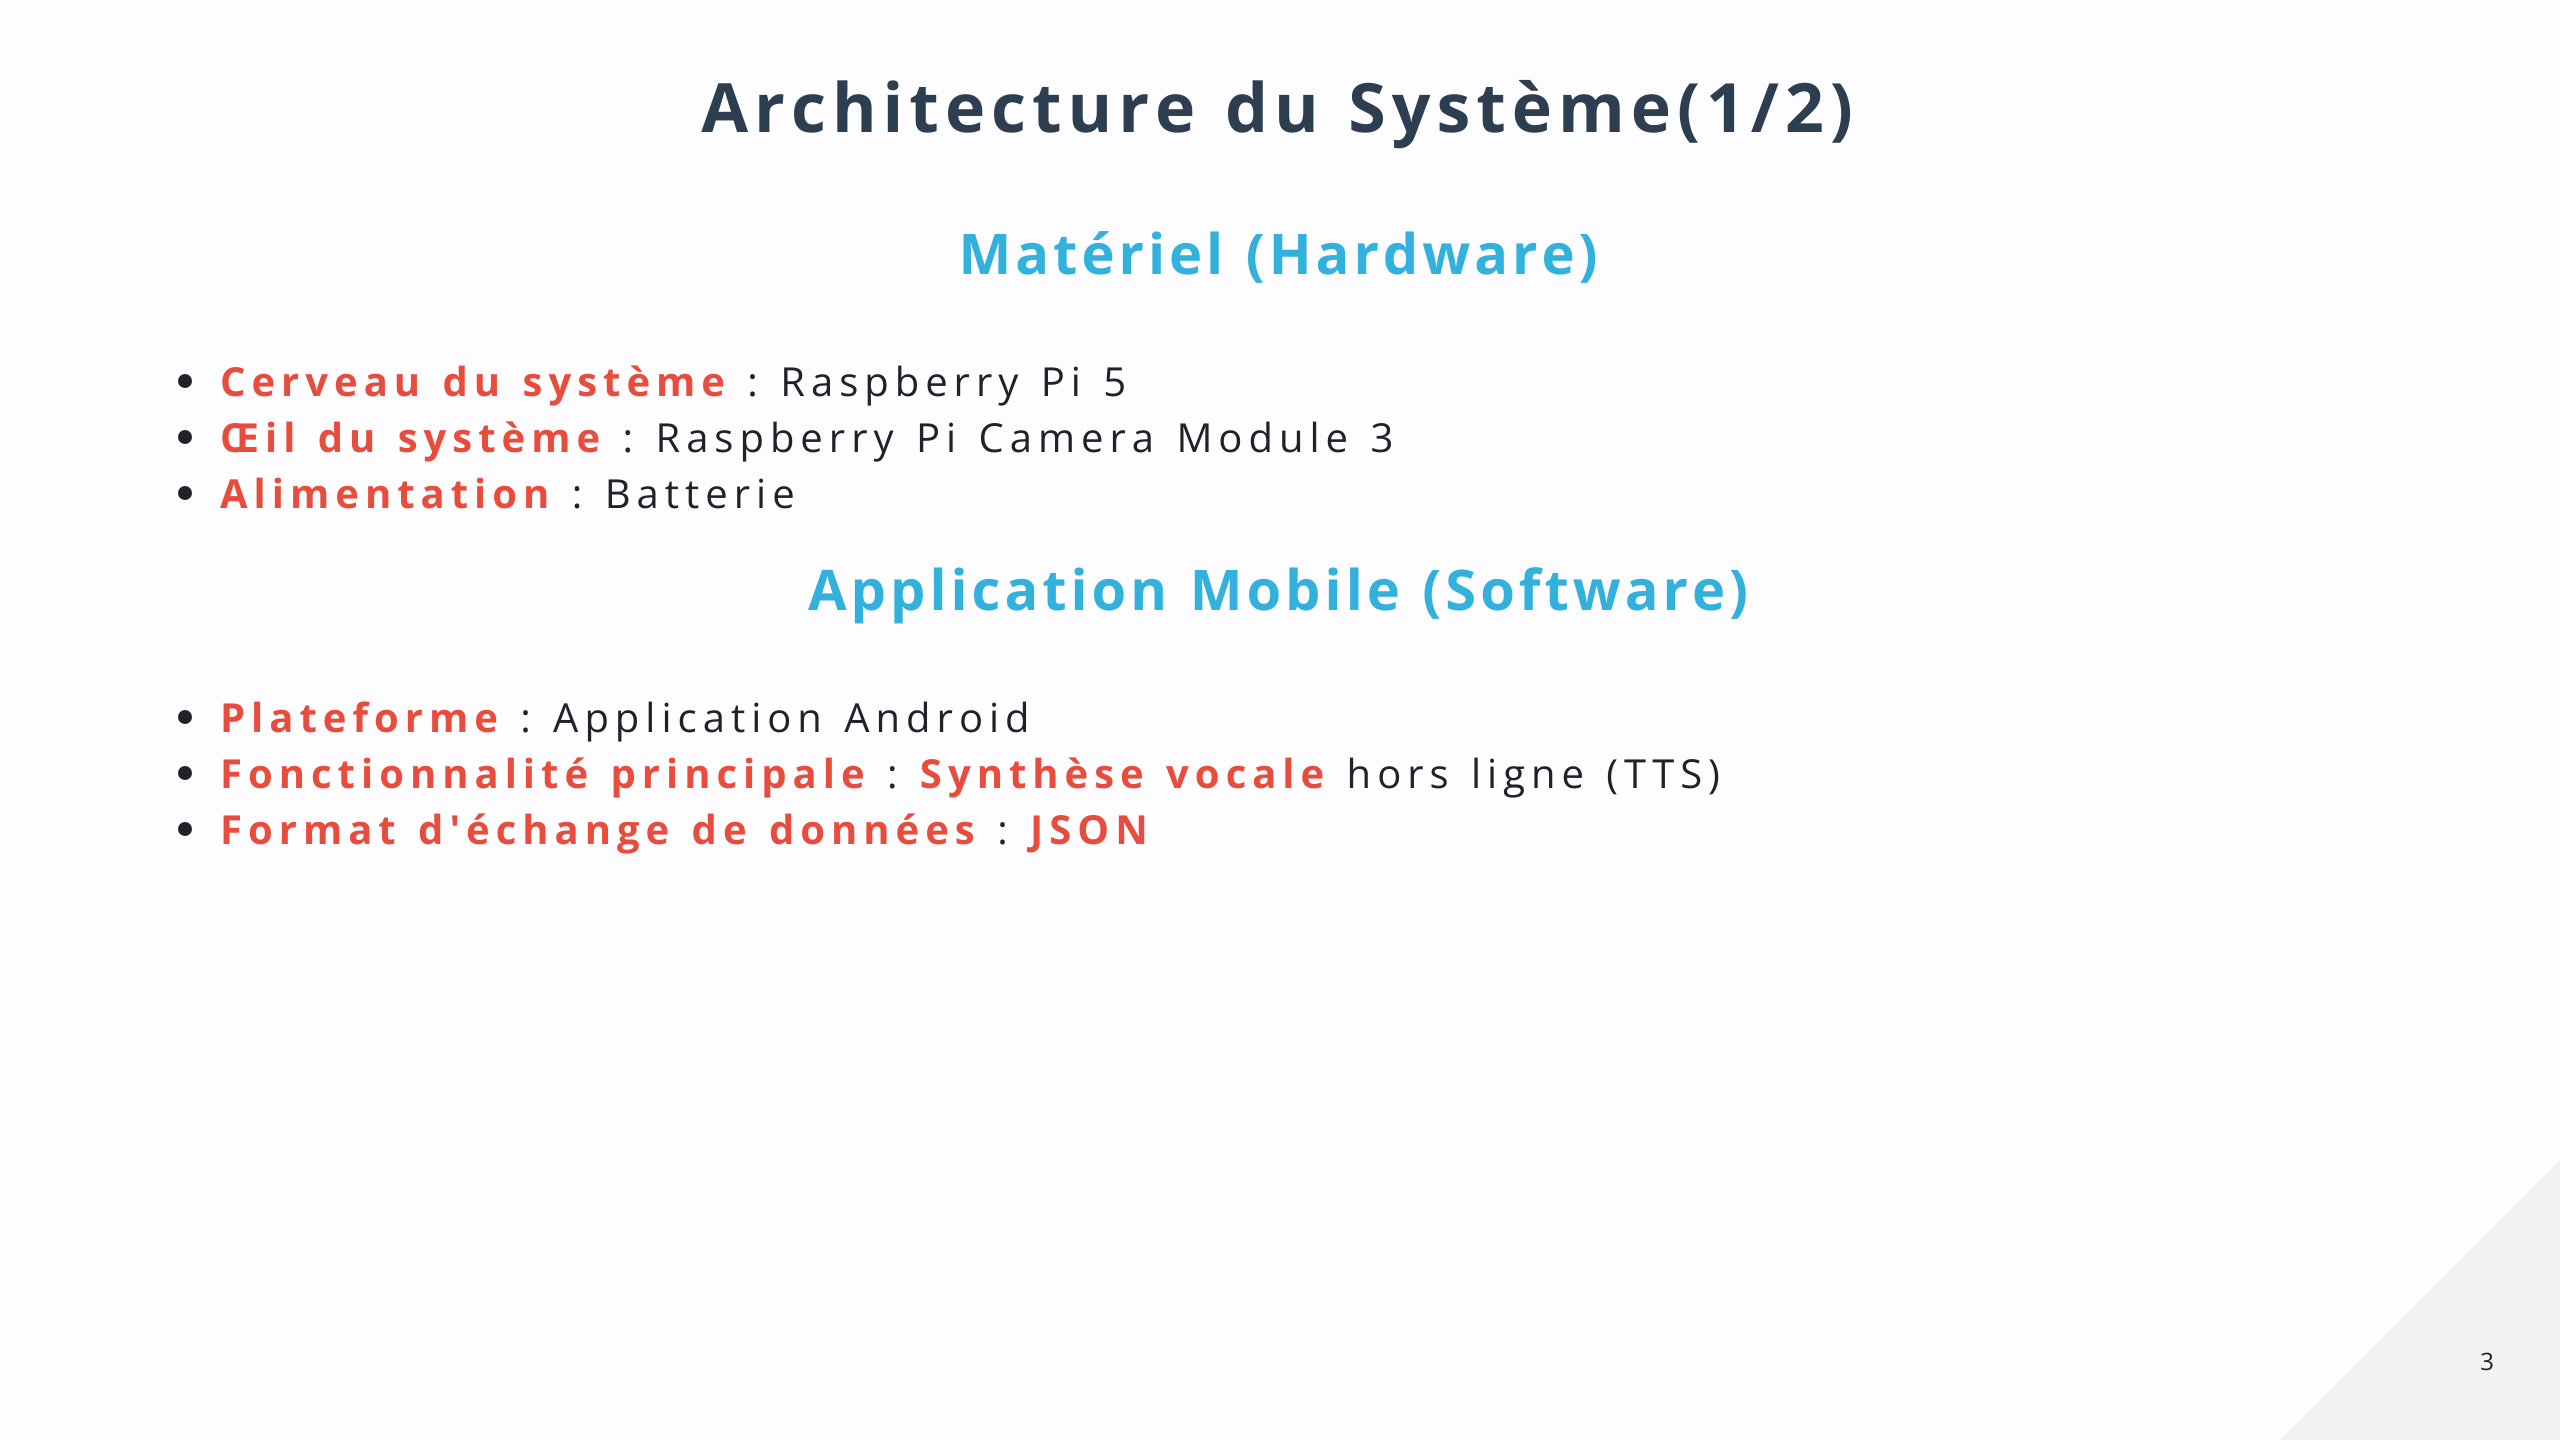 Architecture du Système(1/2)
Matériel (Hardware)
• Cerveau du système : Raspberry Pi 5
• Œil du système : Raspberry Pi Camera Module 3
• Alimentation : Batterie
Application Mobile (Software)
• Plateforme : Application Android
• Fonctionnalité principale : Synthèse vocale hors ligne (TTS)
• Format d'échange de données : JSON
3